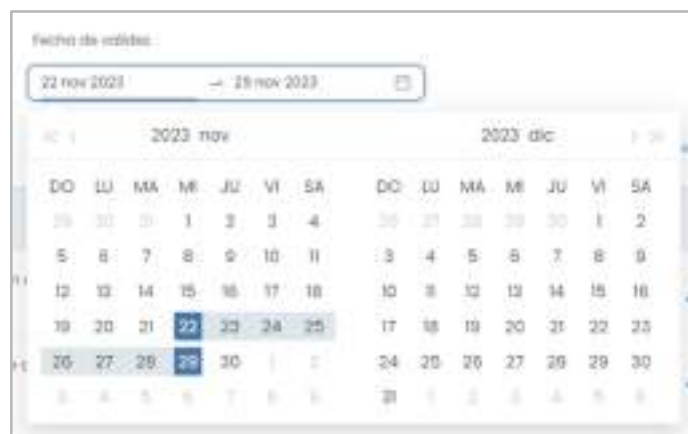 Fecha de validez
22 nov 2023 → 29 nov 2023
2023 nov
DO LU MA MI JU VI SA
29 30 31 1 2 3 4
5 6 7 8 9 10 11
12 13 14 15 16 17 18
19 20 21 22 23 24 25
26 27 28 29 30 1 2
3 4 5 6 7 8 9
2023 dic
DO LU MA MI JU VI SA
26 27 28 29 30 1 2
3 4 5 6 7 8 9
10 11 12 13 14 15 16
17 18 19 20 21 22 23
24 25 26 27 28 29 30
31 1 2 3 4 5 6